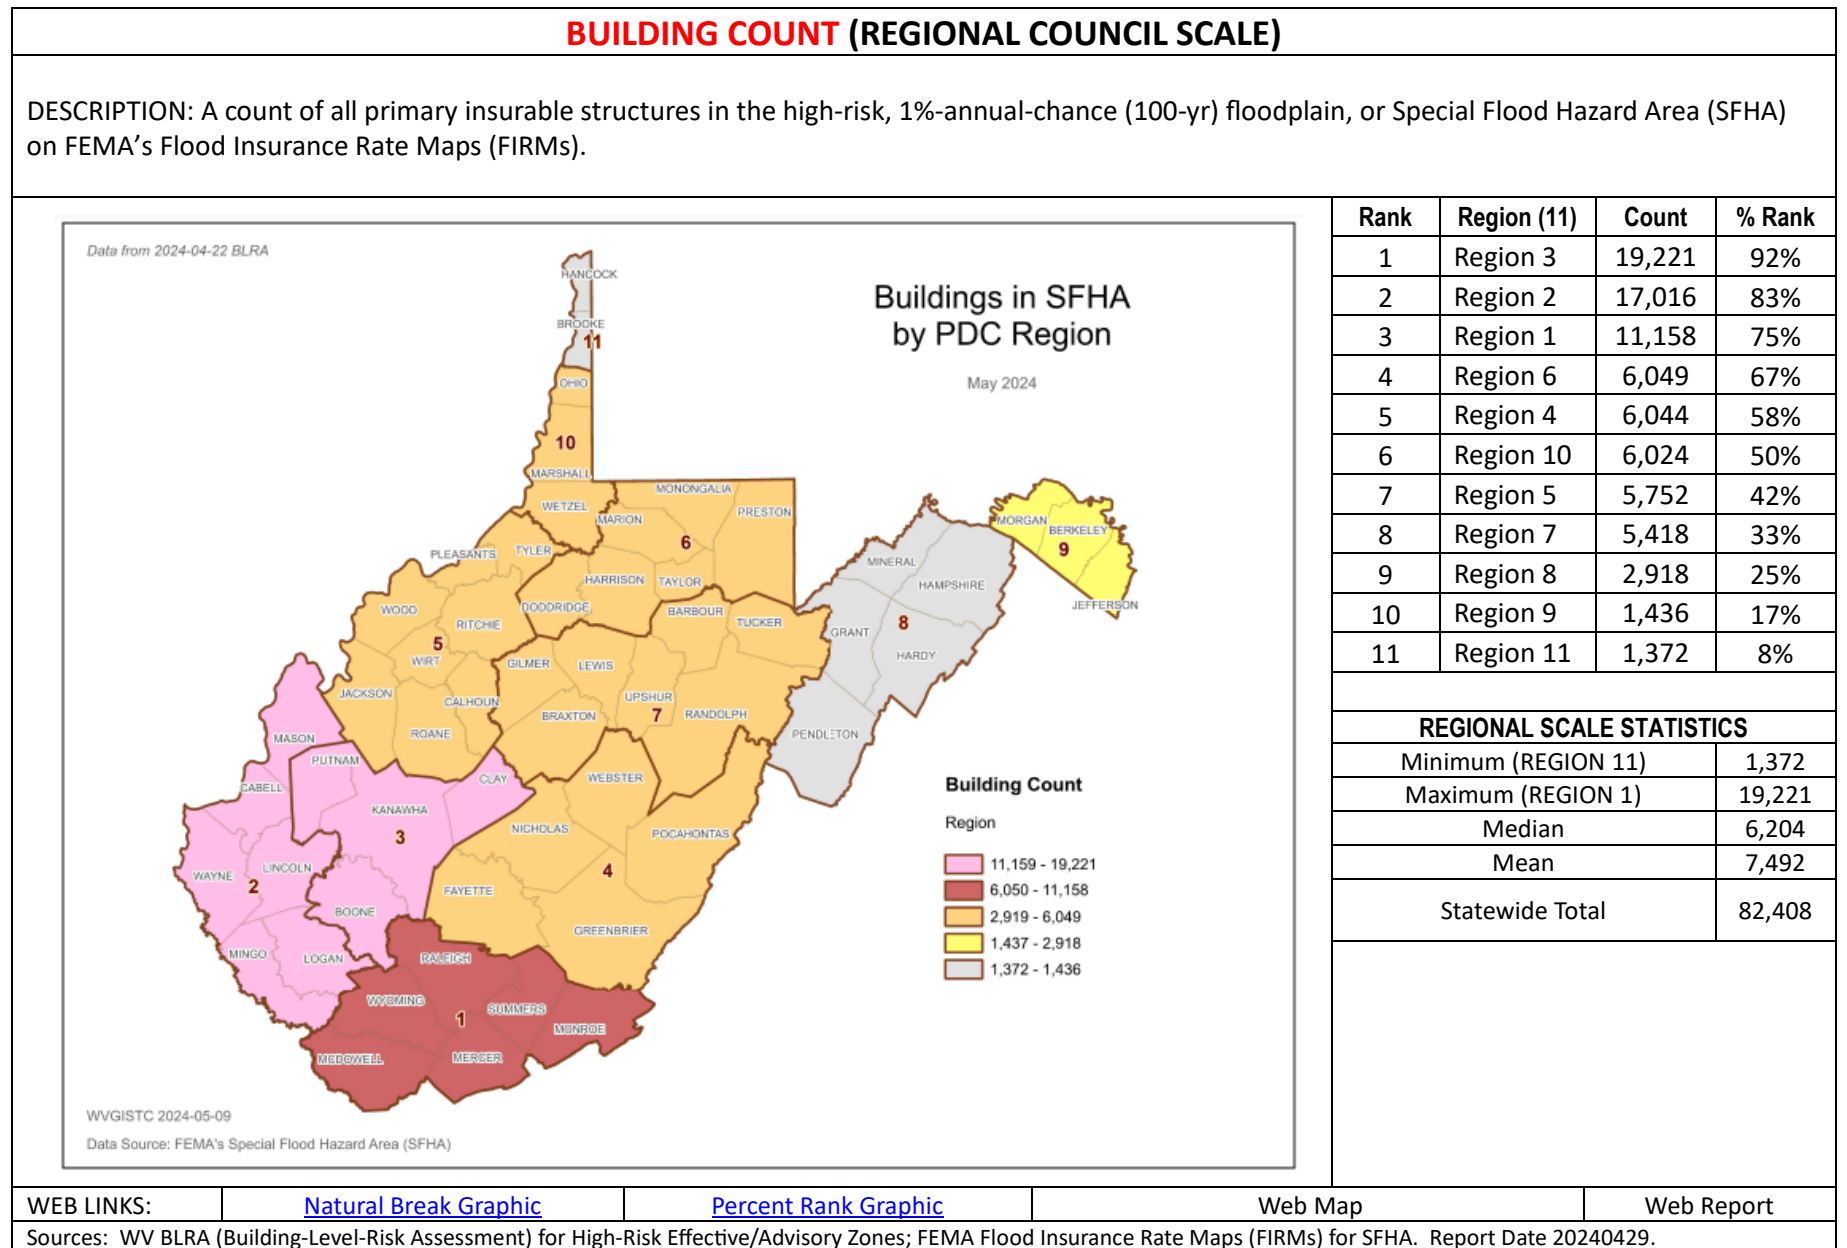 BUILDING COUNT (REGIONAL COUNCIL SCALE)
DESCRIPTION: A count of all primary insurable structures in the high-risk, 1%-annual-chance (100-yr) floodplain, or Special Flood Hazard Area (SFHA)
on FEMA’s Flood Insurance Rate Maps (FIRMs).
Data from 2024-04-22 BLRA
Buildings in SFHA
by PDC Region
May 2024
HANCOCK
BROOKE
11
OHIO
10
MARSHALL
WETZEL
MONONGALIA
MARION
PRESTON
6
PLEASANTS
TYLER
HARRISON
TAYLOR
DODDRIDGE
BARBOUR
TUCKER
WOOD
RITCHIE
5
WIRT
GILMER
LEWIS
JACKSON
CALHOUN
UPSHUR
7
RANDOLPH
BRAXTON
ROANE
MORGAN
BERKELEY
9
JEFFERSON
MINERAL
HAMPSHIRE
GRANT
8
HARDY
PENDLETON
MASON
PUTNAM
CABELL
CLAY
WEBSTER
KANAWHA
3
NICHOLAS
POCAHONTAS
WAYNE
LINCOLN
2
4
FAYETTE
BOONE
GREENBRIER
MINGO
LOGAN
RALEIGH
WYOMING
SUMMERS
1
MONROE
MCDOWELL
MERCER
Building Count
Region
11,159 - 19,221
6,050 - 11,158
2,919 - 6,049
1,437 - 2,918
1,372 - 1,436
WVGISTC 2024-05-09
Data Source: FEMA's Special Flood Hazard Area (SFHA)
Rank Region (11) Count % Rank
1 Region 3 19,221 92%
2 Region 2 17,016 83%
3 Region 1 11,158 75%
4 Region 6 6,049 67%
5 Region 4 6,044 58%
6 Region 10 6,024 50%
7 Region 5 5,752 42%
8 Region 7 5,418 33%
9 Region 8 2,918 25%
10 Region 9 1,436 17%
11 Region 11 1,372 8%
REGIONAL SCALE STATISTICS
Minimum (REGION 11) 1,372
Maximum (REGION 1) 19,221
Median 6,204
Mean 7,492
Statewide Total 82,408
WEB LINKS: Natural Break Graphic Percent Rank Graphic Web Map Web Report
Sources: WV BLRA (Building-Level-Risk Assessment) for High-Risk Effective/Advisory Zones; FEMA Flood Insurance Rate Maps (FIRMs) for SFHA. Report Date 20240429.